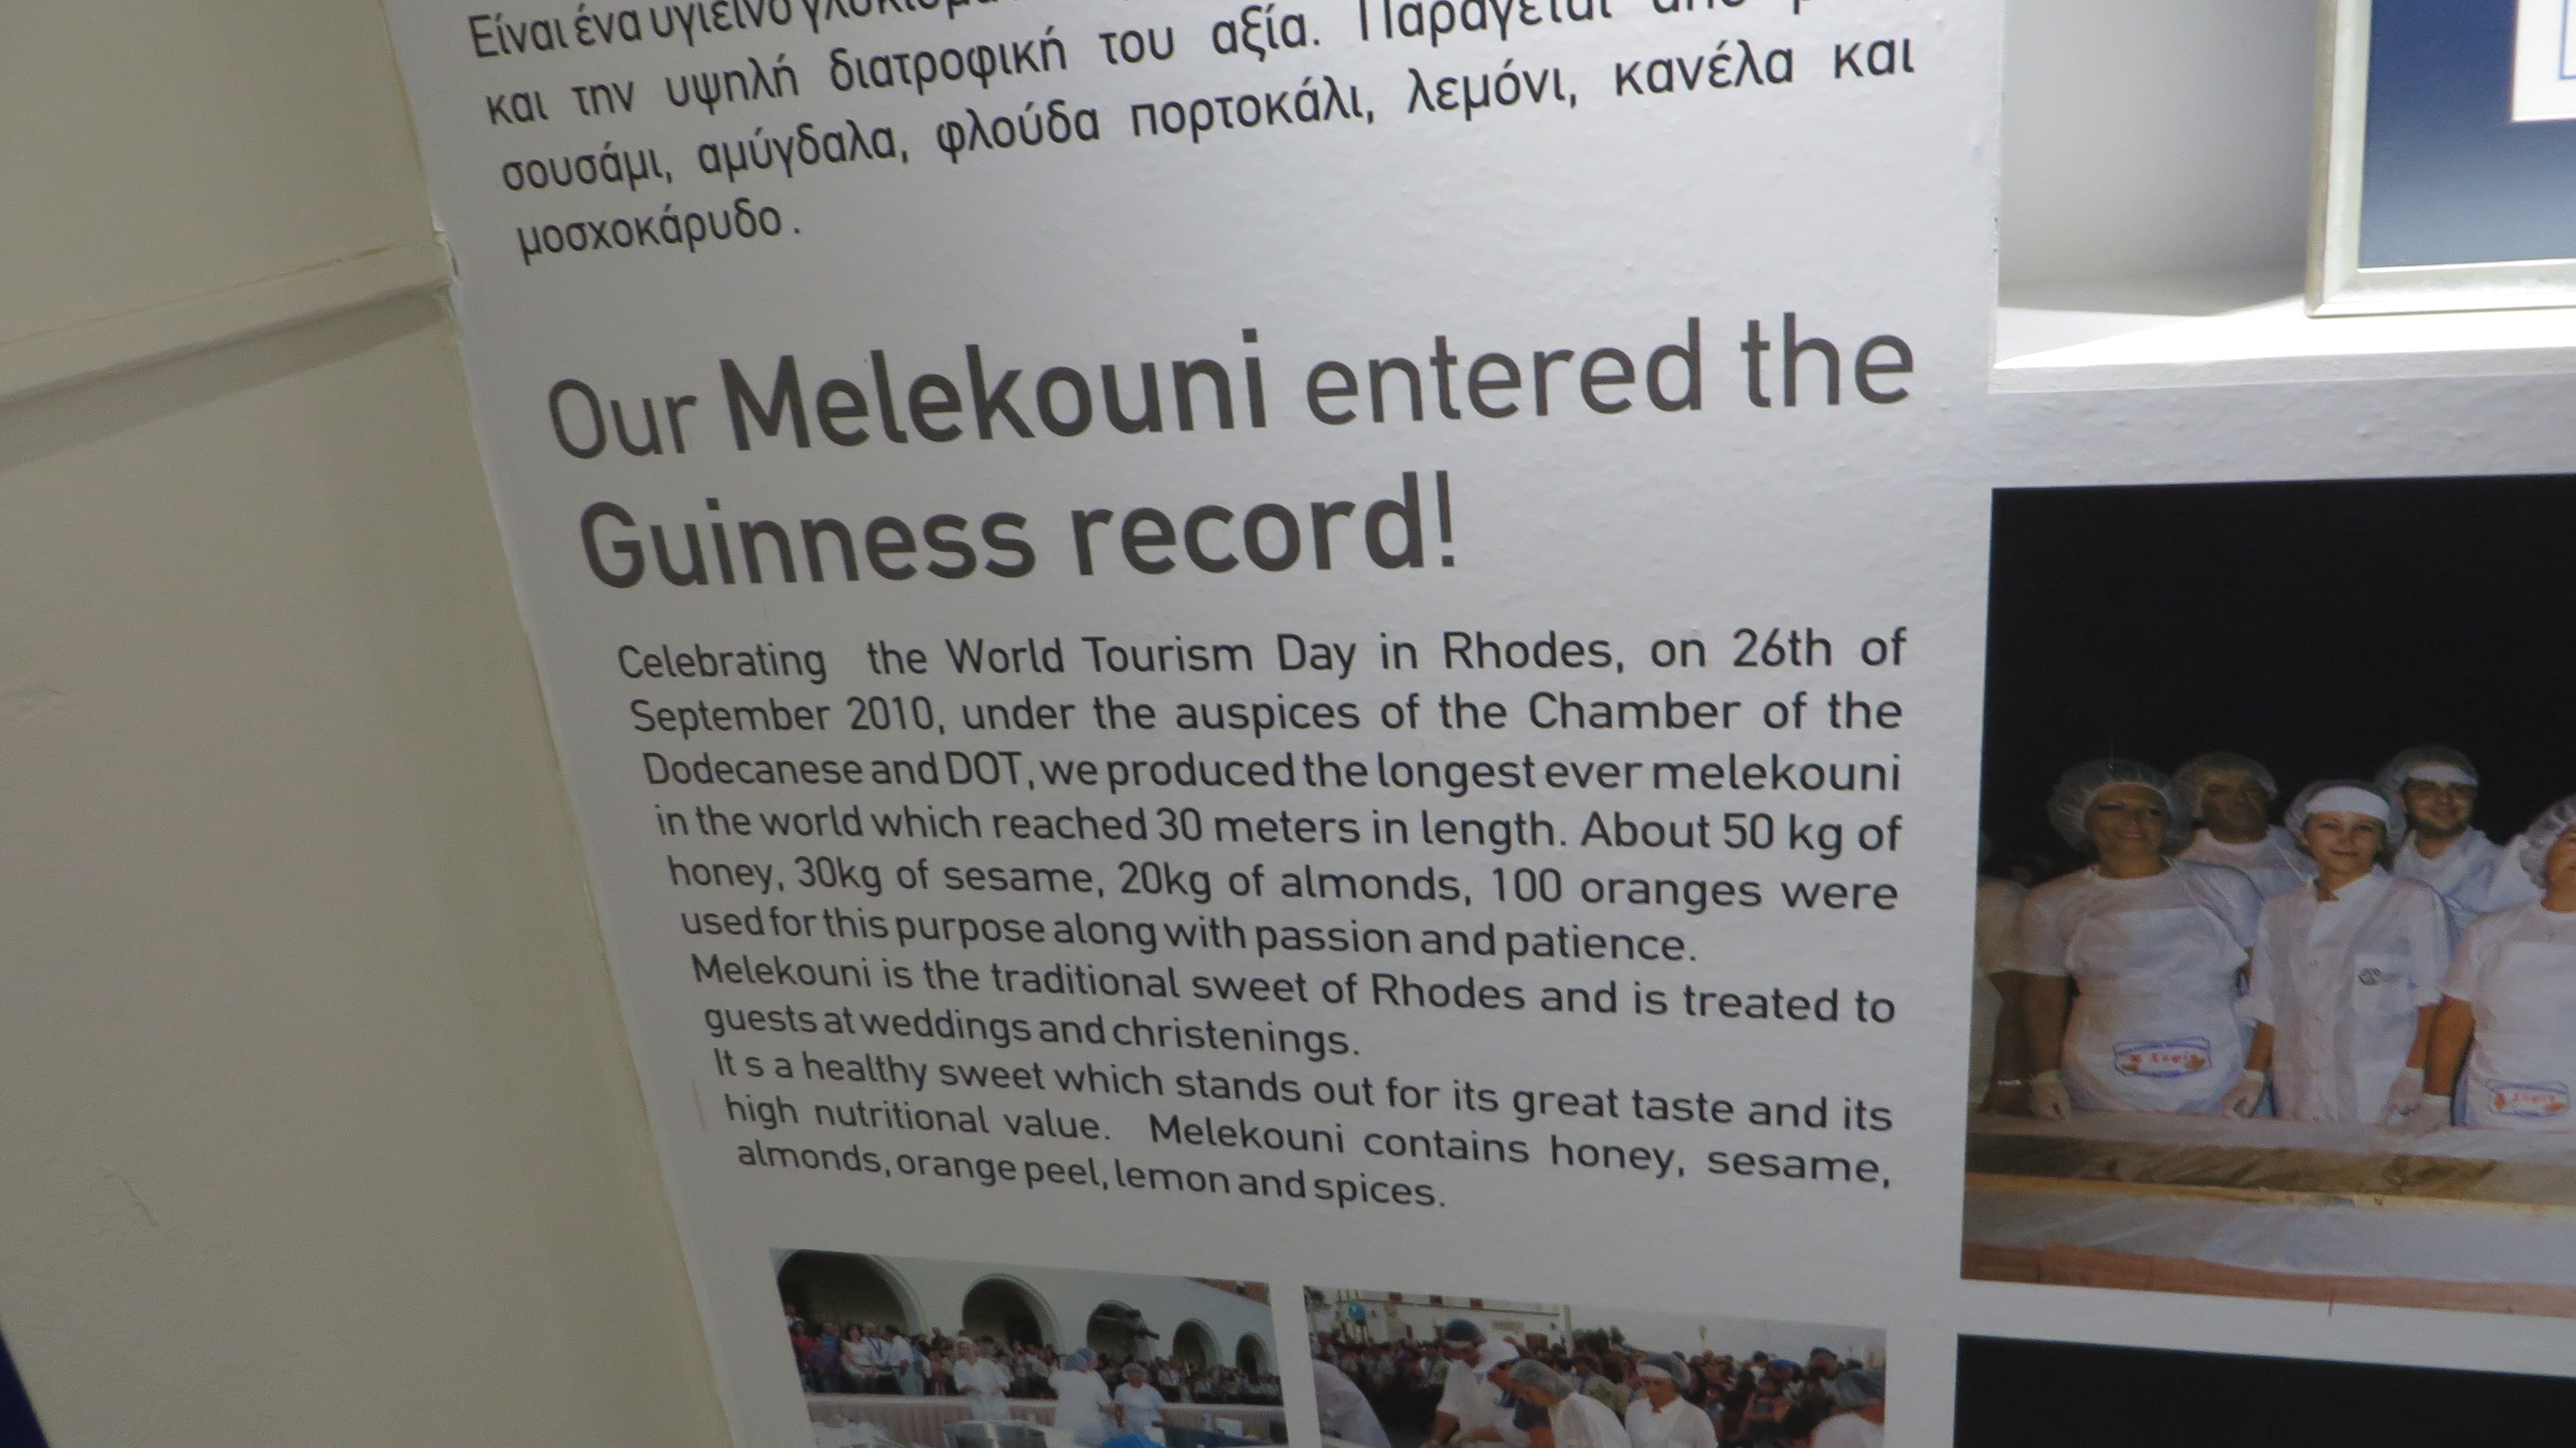 Είναι ένα υγιεινό
και την υψηλή διατροφική του αξία. Παράγεται από
σουσάμι, αμύγδαλα, φλούδα πορτοκάλι, λεμόνι, κανέλα και
μοσχοκάρυδο.
Our Melekouni entered the
Guinness record!
Celebrating the World Tourism Day in Rhodes, on 26th of
September 2010, under the auspices of the Chamber of the
Dodecanese and DOT, we produced the longest ever melekouni
in the world which reached 30 meters in length. About 50 kg of
honey, 30kg of sesame, 20kg of almonds, 100 oranges were
used for this purpose along with passion and patience.
Melekouni is the traditional sweet of Rhodes and is treated to
guests at weddings and christenings.
It s a healthy sweet which stands out for its great taste and its
high nutritional value. Melekouni contains honey, sesame,
almonds, orange peel, lemon and spices.